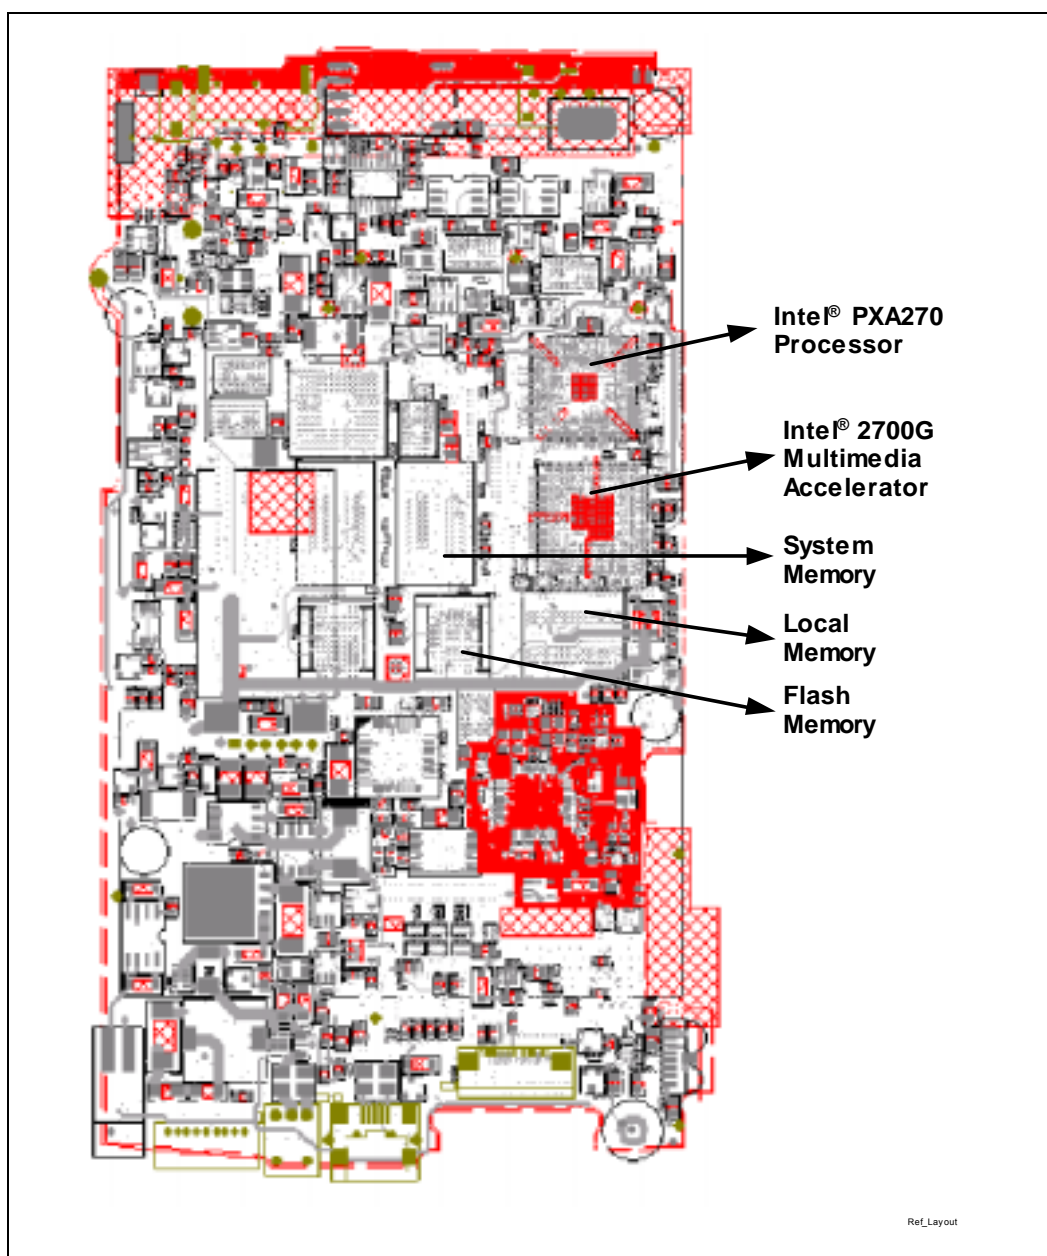 Intel® PXA270
Processor
Intel® 2700G
Multimedia
Accelerator
System
Memory
Local
Memory
Flash
Memory
Ref_Layout